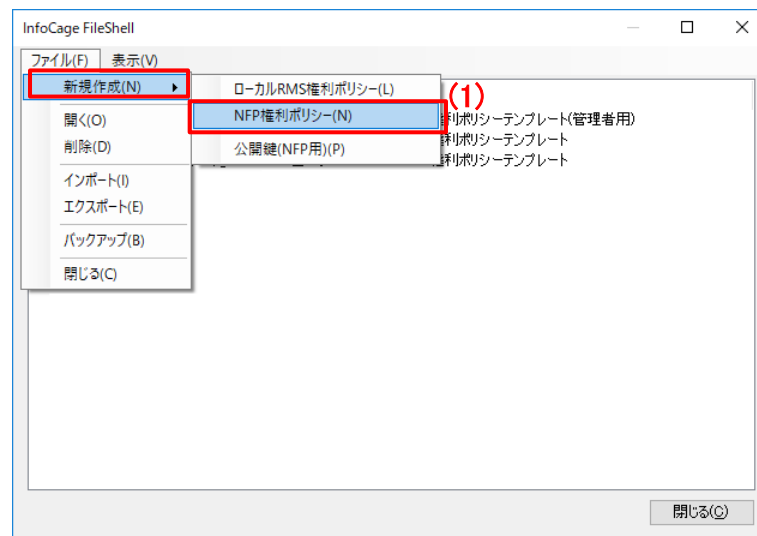 InfoCage FileShell
ファイル(F) 表示(V)
新規作成(N)
ローカルRMS権利ポリシー(L)
(1)
NFP権利ポリシー(N)
開く(O)
利ポリシーテンプレート(管理者用)
削除(D)
利ポリシーテンプレート
公開鍵(NFP用)(P)
利ポリシーテンプレート
インポート(I)
エクスポート(E)
バックアップ(B)
閉じる(C)
閉じる(C)